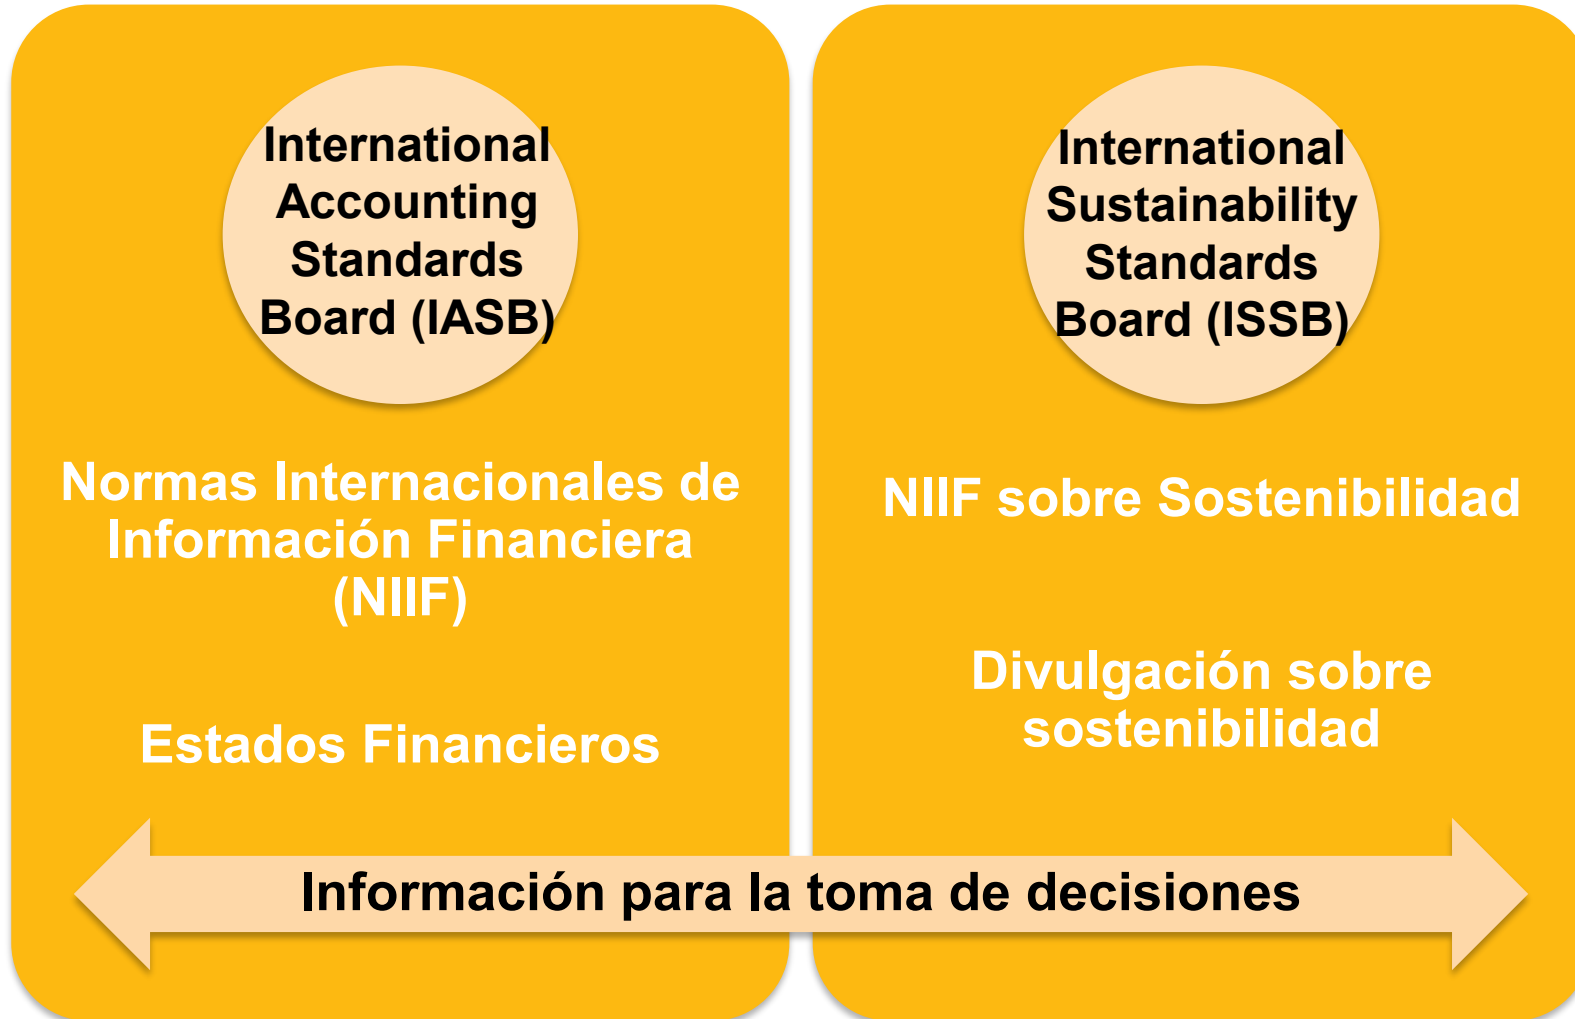 International
Accounting
Standards
Board (IASB)
Normas Internacionales de
Información Financiera
(NIIF)
Estados Financieros
International
Sustainability
Standards
Board (ISSB)
NIIF sobre Sostenibilidad
Divulgación sobre
sostenibilidad
Información para la toma de decisiones